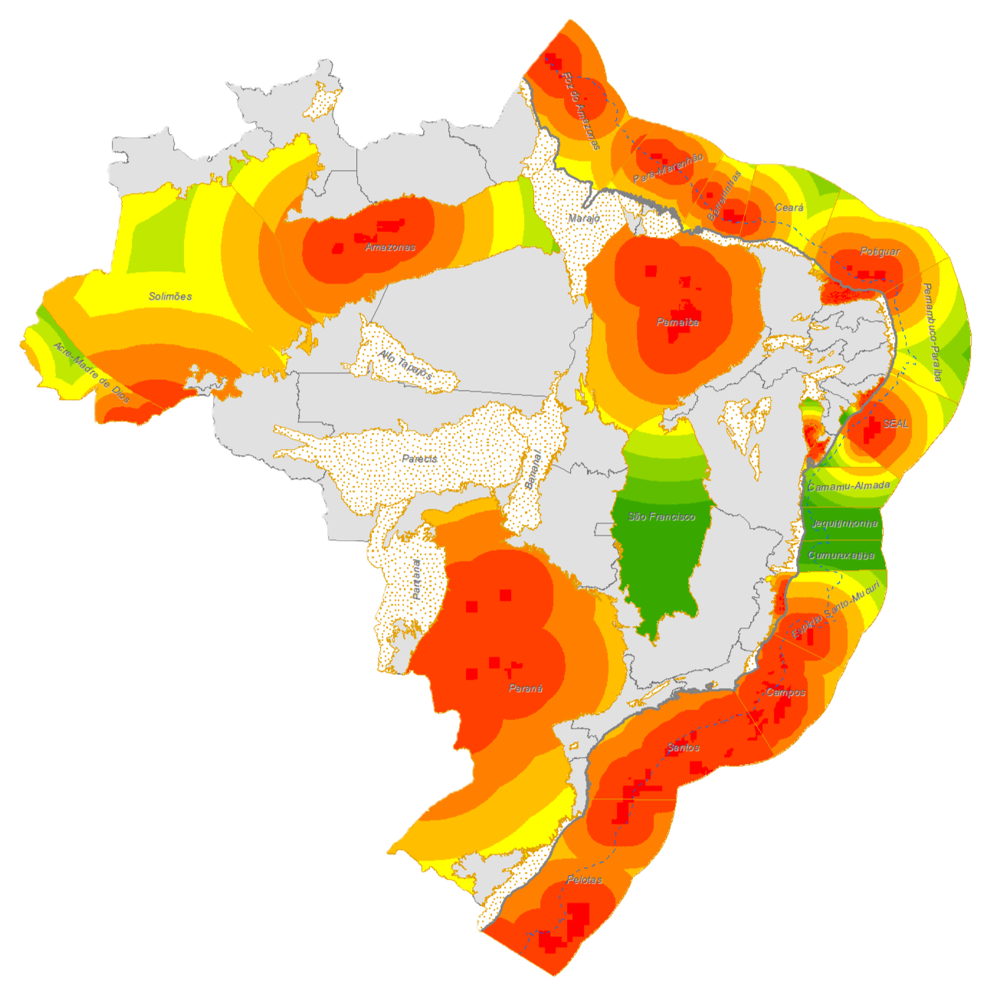 Foz do Amazonas
Pará-Maranhão
Barreirinhas
Ceará
Marajó
Amazonas
Potiguar
Solimões
Parnaíba
Pernambuco-Paraíba
Acre-Madre de Dios
Alto Tapajós
SEAL
Parecis
Bananal
Camamu-Almada
São Francisco
Jequitinhonha
Cumuruxatiba
Pantanal
Espírito Santo-Mucuri
Paraná
Campos
Santos
Pelotas